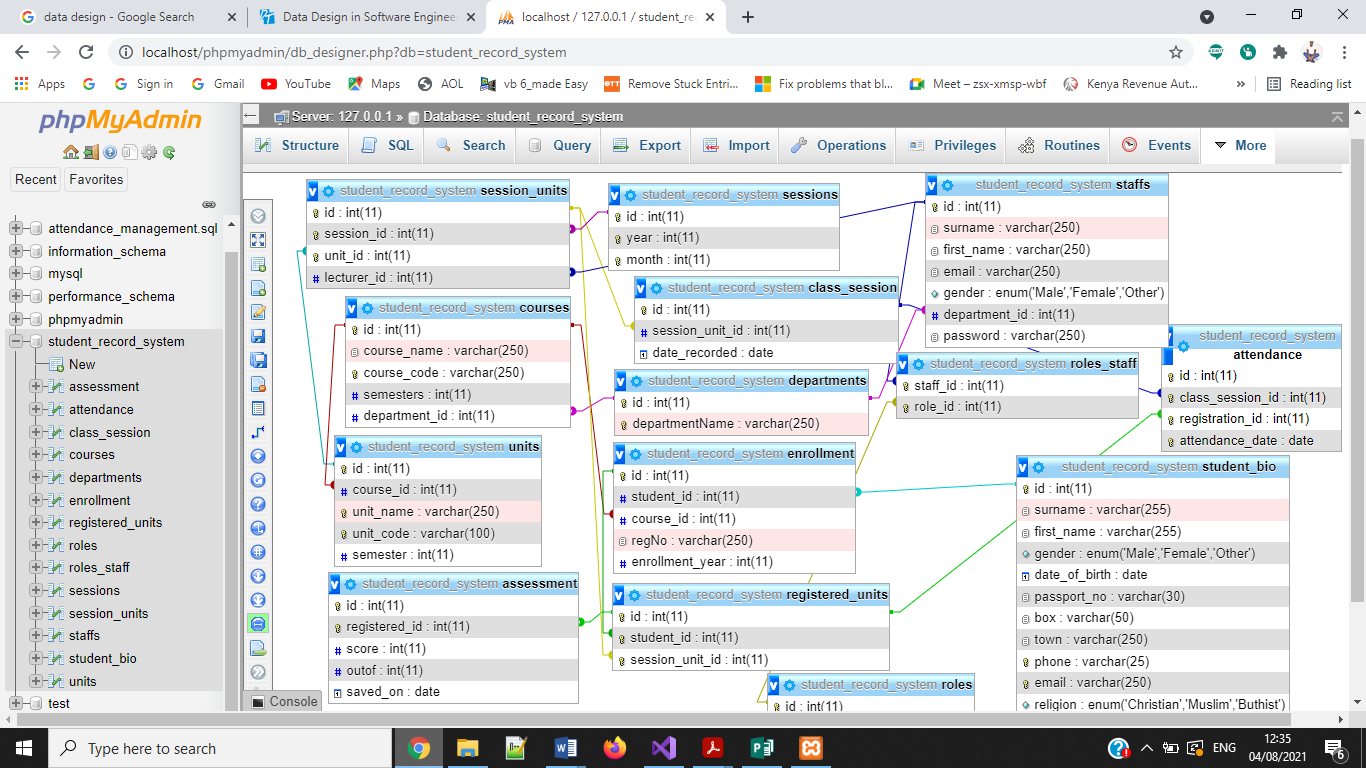 data design - Google Search
Data Design in Software Enginee
localhost / 127.0.0.1 / student_re
localhost/phpmyadmin/db_designer.php?db=student_record_system
Apps
Sign in
Gmail
YouTube
Maps
AOL
vb 6_made Easy
Remove Stuck Entri...
Fix problems that bl...
Meet – zsx-xmsp-wbf
Kenya Revenue Aut...
»
Reading list
phpMyAdmin
Recent
Favorites
attendance_management.sql
information_schema
mysql
performance_schema
phpmyadmin
student_record_system
New
assessment
attendance
class_session
courses
departments
enrollment
registered_units
roles
roles_staff
sessions
session_units
staffs
student_bio
units
test
Server: 127.0.0.1 » Database: student_record_system
Structure
SQL
Search
Query
Export
Import
Operations
Privileges
Routines
Events
More
student_record_system session_units
id : int(11)
session_id : int(11)
unit_id : int(11)
lecturer_id : int(11)
student_record_system sessions
id : int(11)
year : int(11)
month : int(11)
student_record_system staffs
id : int(11)
surname : varchar(250)
first_name : varchar(250)
email : varchar(250)
gender : enum('Male','Female','Other')
department_id : int(11)
password : varchar(250)
student_record_system class_session
id : int(11)
session_unit_id : int(11)
date_recorded : date
student_record_system courses
id : int(11)
course_name : varchar(250)
course_code : varchar(250)
semesters : int(11)
department_id : int(11)
student_record_system
attendance
id : int(11)
class_session_id : int(11)
registration_id : int(11)
attendance_date : date
student_record_system roles_staff
staff_id : int(11)
role_id : int(11)
student_record_system departments
id : int(11)
departmentName : varchar(250)
student_record_system units
id : int(11)
course_id : int(11)
unit_name : varchar(250)
unit_code : varchar(100)
semester : int(11)
student_record_system enrollment
id : int(11)
student_id : int(11)
course_id : int(11)
regNo : varchar(250)
enrollment_year : int(11)
student_record_system student_bio
id : int(11)
surname : varchar(255)
first_name : varchar(255)
gender : enum('Male','Female','Other')
date_of_birth : date
passport_no : varchar(30)
box : varchar(50)
town : varchar(250)
phone : varchar(25)
email : varchar(250)
religion : enum('Christian','Muslim','Buthist')
student_record_system assessment
id : int(11)
registered_id : int(11)
score : int(11)
outof : int(11)
saved_on : date
student_record_system registered_units
id : int(11)
student_id : int(11)
session_unit_id : int(11)
student_record_system roles
id : int(11)
Console
Type here to search
ENG
12:35
04/08/2021
6